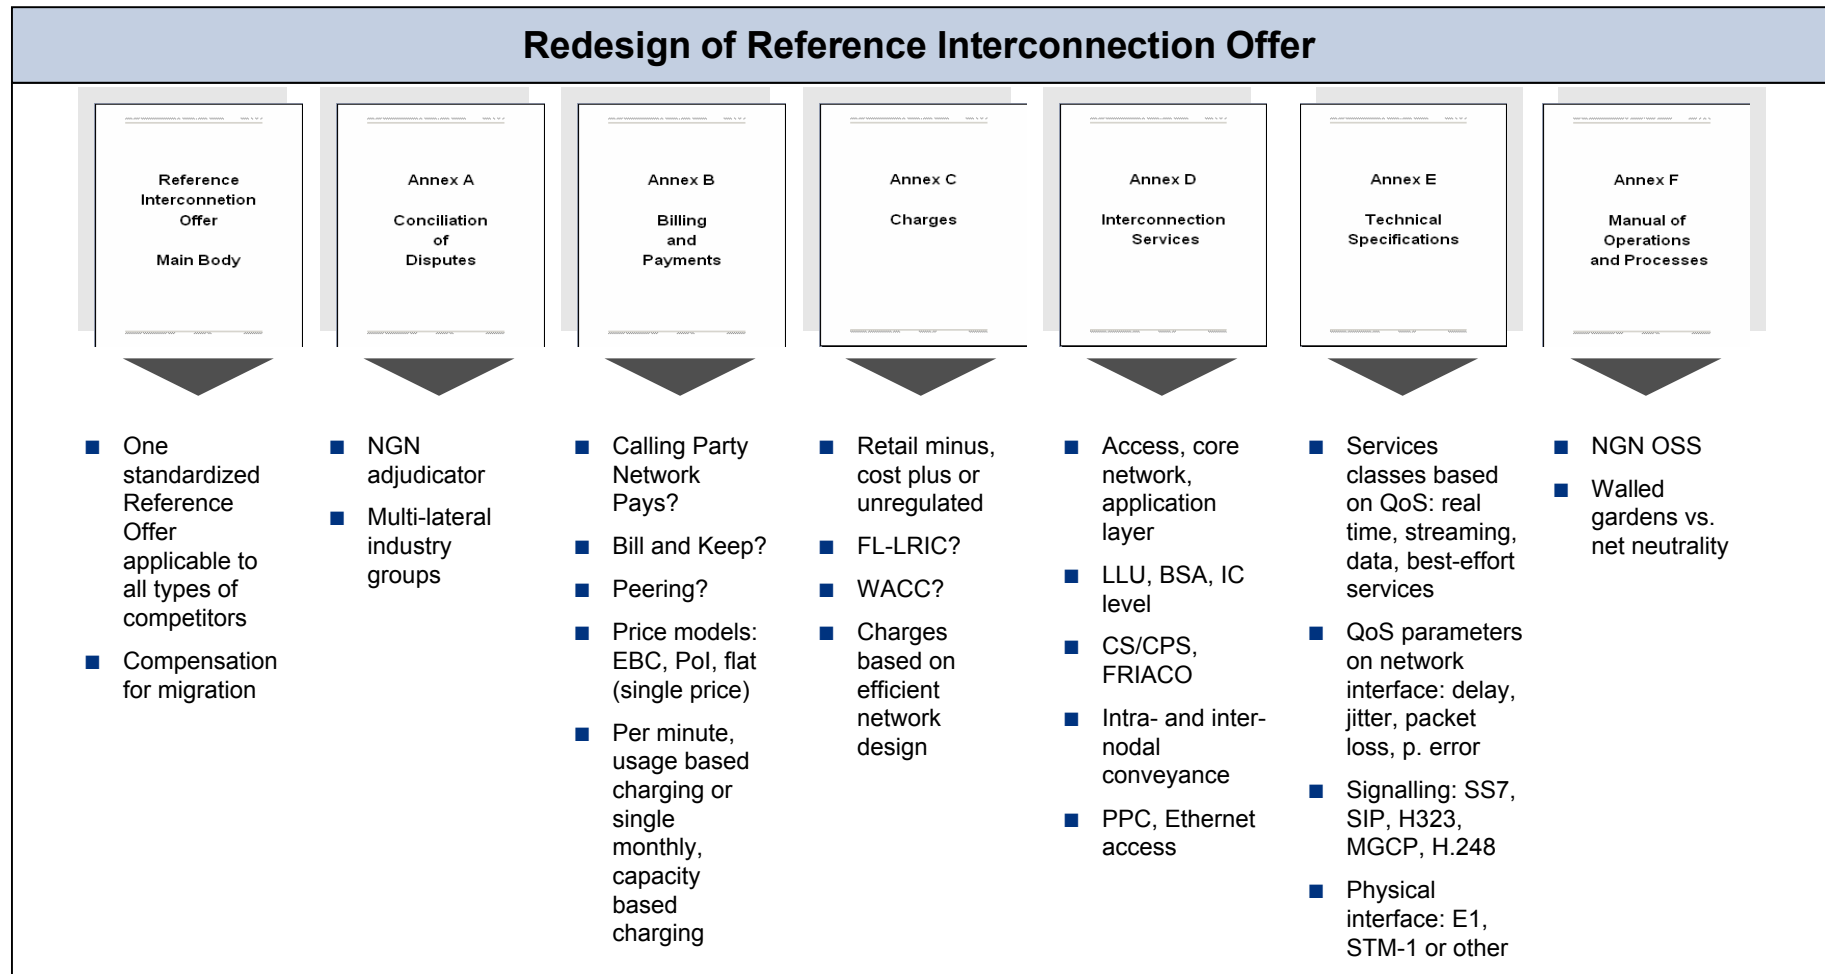 Redesign of Reference Interconnection Offer
Reference
Interconnetion
Offer
Main Body
Annex A
Conciliation
of
Disputes
Annex B
Billing
and
Payments
Annex C
Charges
Annex D
Interconnection
Services
Annex E
Technical
Specifications
Annex F
Manual of
Operations
and Processes
One
standardized
Reference
Offer
applicable to
all types of
competitors
Compensation
for migration
NGN
adjudicator
Multi-lateral
industry
groups
Calling Party
Network
Pays?
Bill and Keep?
Peering?
Price models:
EBC, PoI, flat
(single price)
Per minute,
usage based
charging or
single
monthly,
capacity
based
charging
Retail minus,
cost plus or
unregulated
FL-LRIC?
WACC?
Charges
based on
efficient
network
design
Access, core
network,
application
layer
LLU, BSA, IC
level
CS/CPS,
FRIACO
Intra- and inter-
nodal
conveyance
PPC, Ethernet
access
Services
classes based
on QoS: real
time, streaming,
data, best-effort
services
QoS parameters
on network
interface: delay,
jitter, packet
loss, p. error
Signalling: SS7,
SIP, H323,
MGCP, H.248
Physical
interface: E1,
STM-1 or other
NGN OSS
Walled
gardens vs.
net neutrality